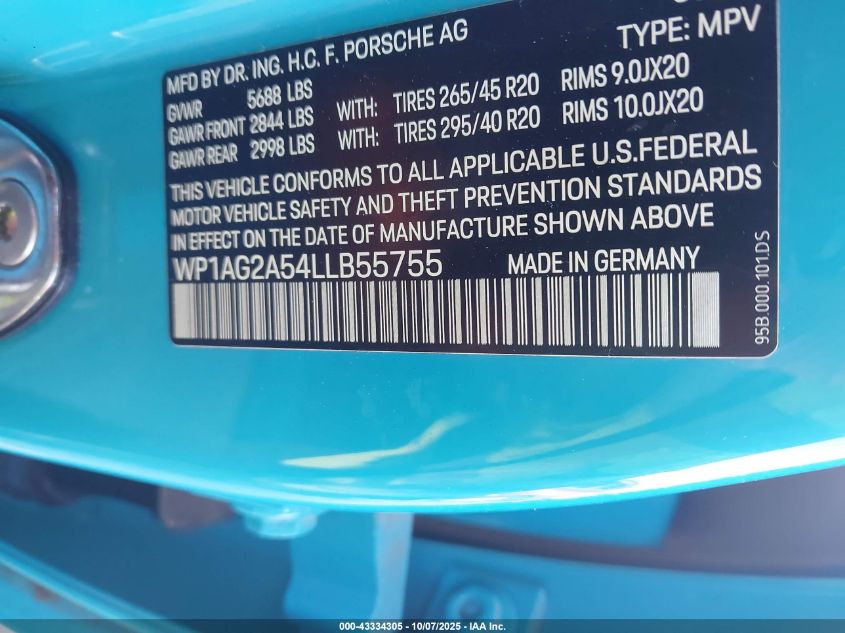 MFD BY DR. ING. H.C. F. PORSCHE AG TYPE: MPV
GVWR 5688 LBS
GAWR FRONT 2844 LBS WITH: TIRES 265/45 R20 RIMS 9.0JX20
GAWR REAR 2998 LBS WITH: TIRES 295/40 R20 RIMS 10.0JX20
THIS VEHICLE CONFORMS TO ALL APPLICABLE U.S.FEDERAL
MOTOR VEHICLE SAFETY AND THEFT PREVENTION STANDARDS
IN EFFECT ON THE DATE OF MANUFACTURE SHOWN ABOVE
WP1AG2A54LLB55755 MADE IN GERMANY
95B.000.101.DS
000-43334305 - 10/07/2025 - IAA Inc.